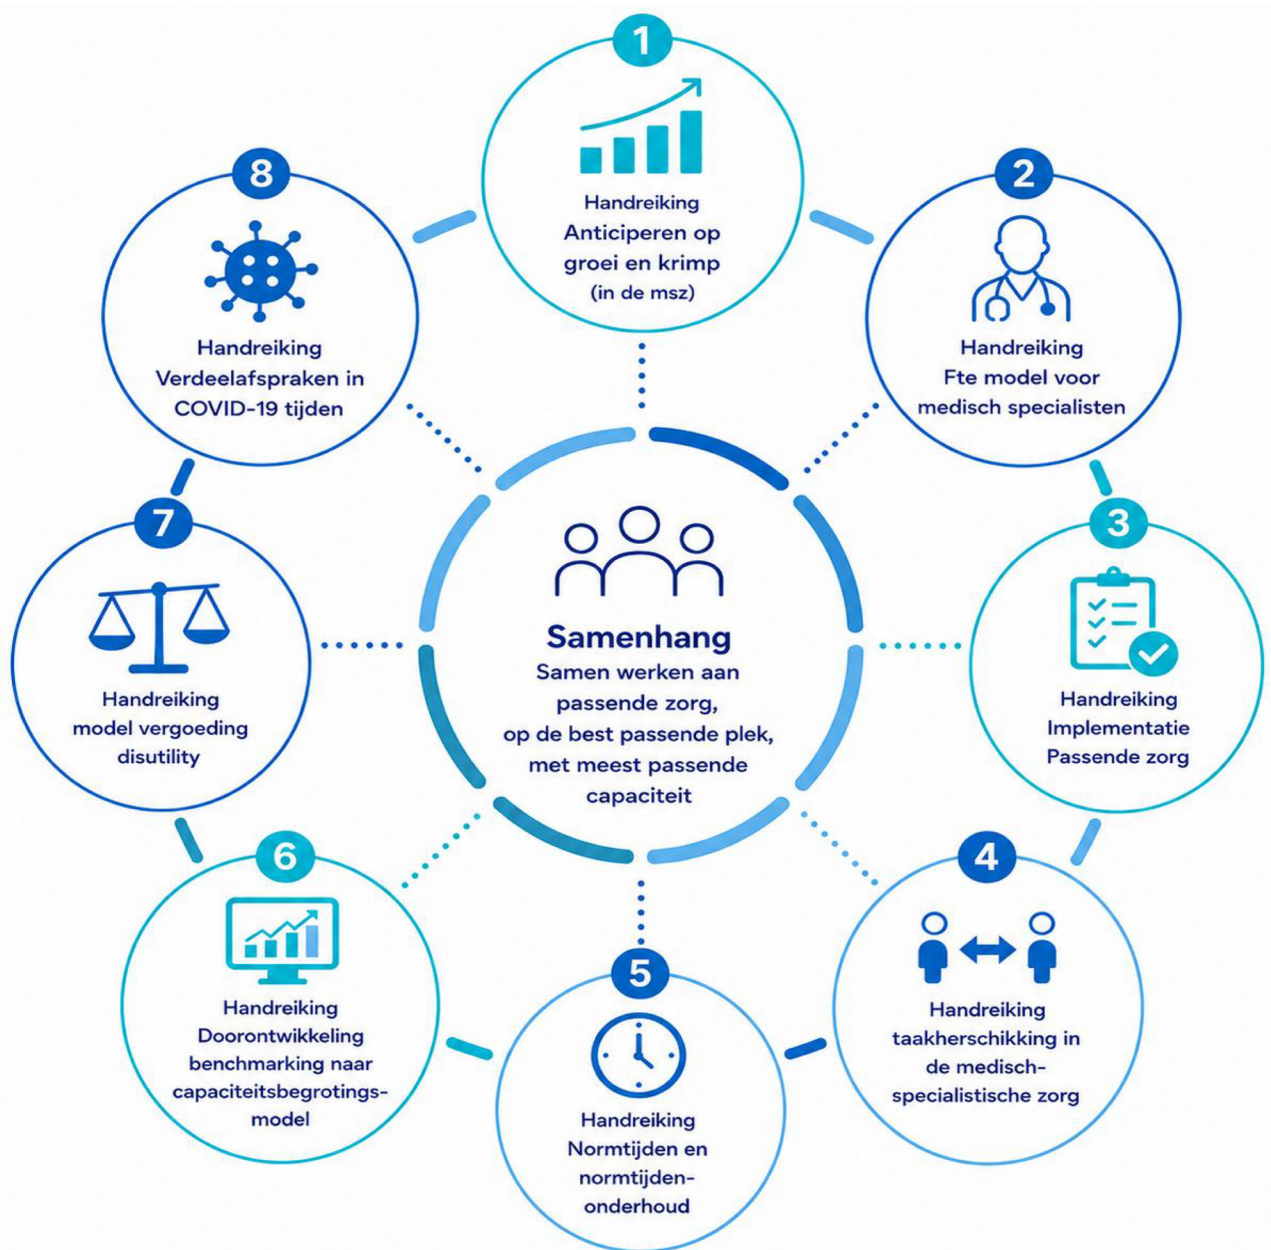 1
Handreiking
Anticiperen op
groei en krimp
(in de msz)
2
Handreiking
Fte model voor
medisch specialisten
3
Handreiking
Implementatie
Passende zorg
4
Handreiking
taakherschikking in
de medisch-
specialistische zorg
5
Handreiking
Normtijden en
normtijden-
onderhoud
6
Handreiking
Doorontwikkeling
benchmarking naar
capaciteitsbegrotings-
model
7
Handreiking
model vergoeding
disutility
8
Handreiking
Verdeelafspraken in
COVID-19 tijden
Samenhang
Samen werken aan
passende zorg,
op de best passende plek,
met meest passende
capaciteit